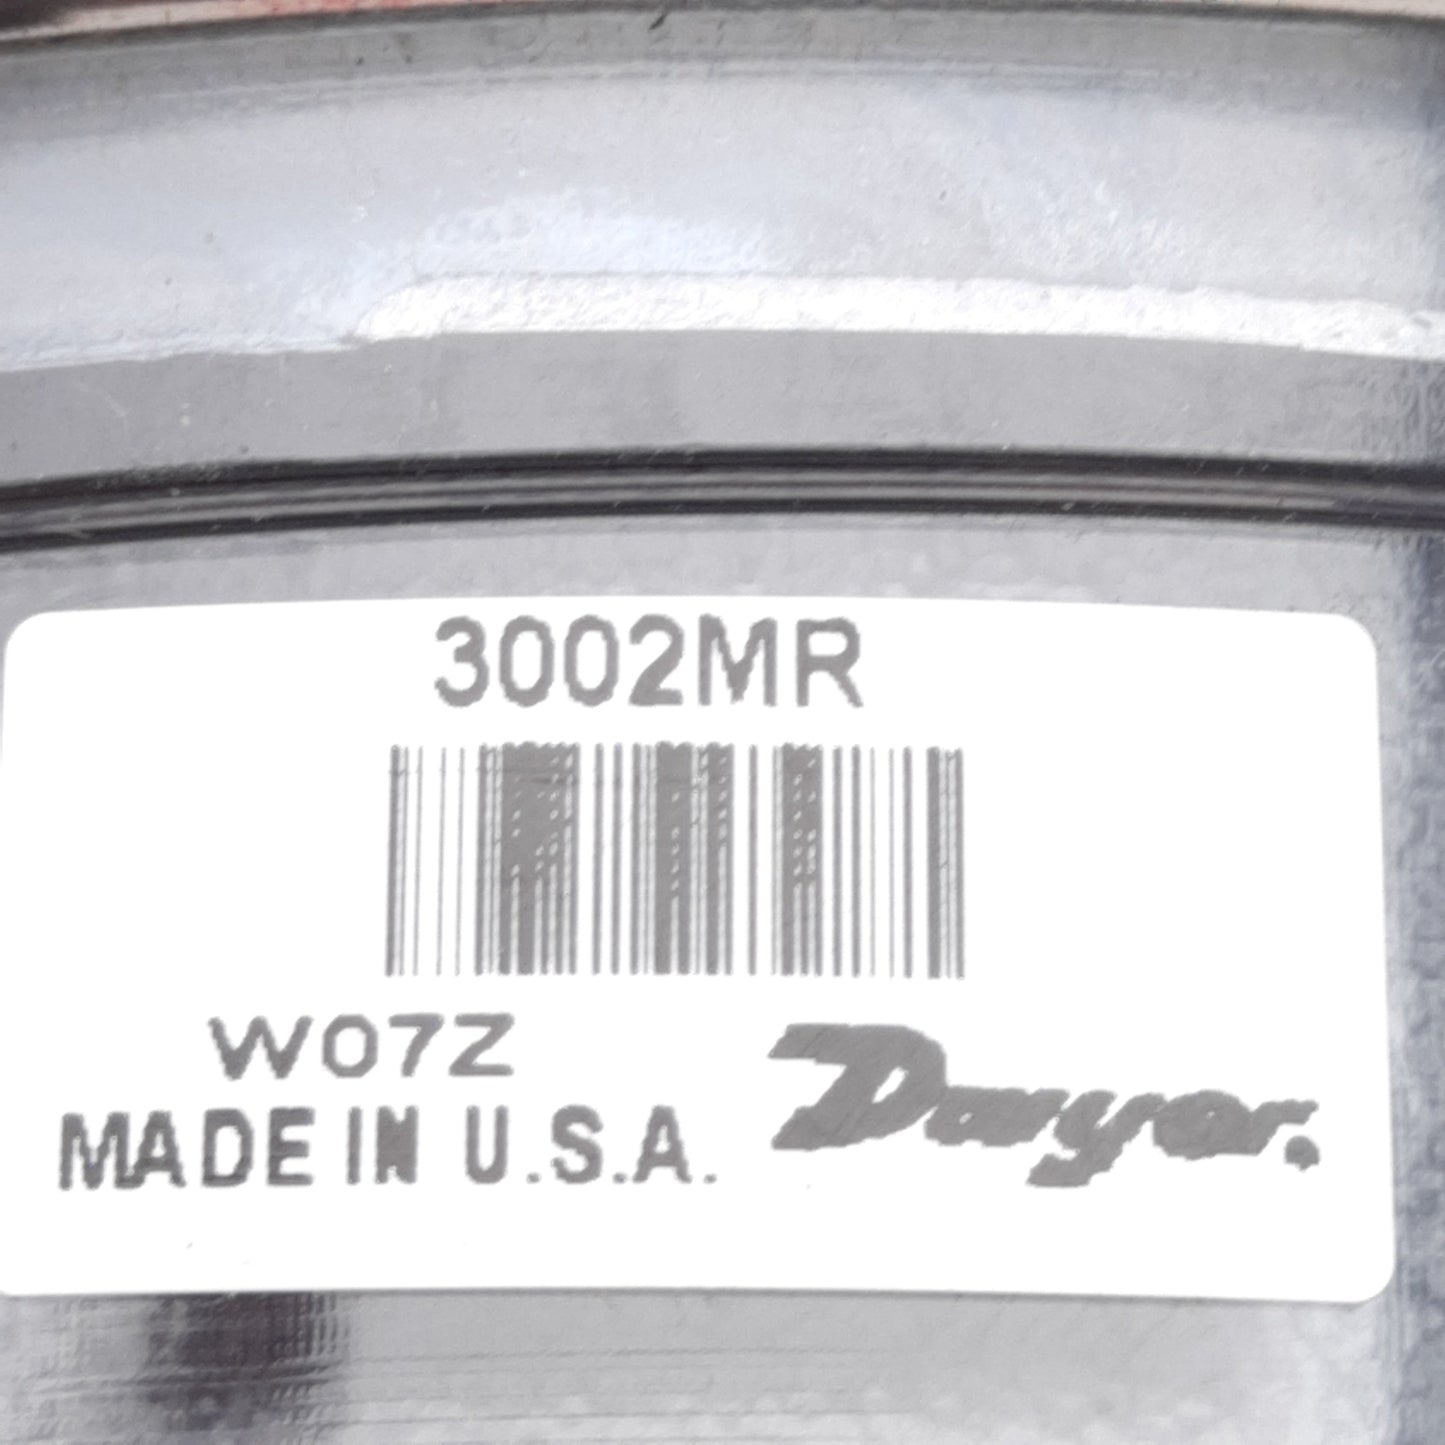 3002MR
W07Z
MADE IN U.S.A.
Dwyer.